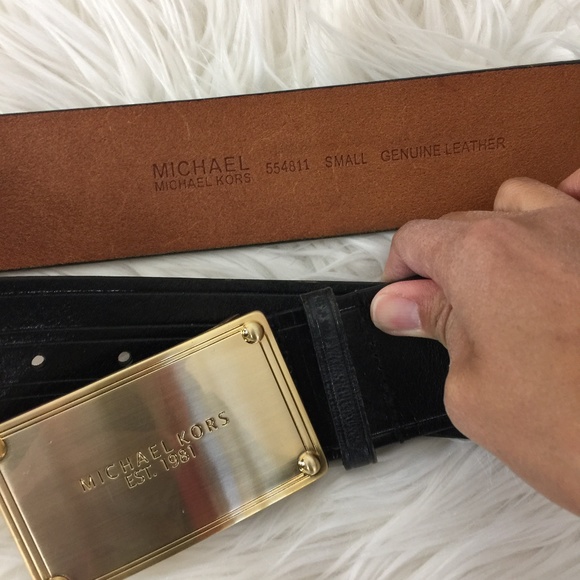 MICHAEL 554811 SMALL GENUINE LEATHER
MICHAEL KORS
MICHAEL KORS
EST. 1981